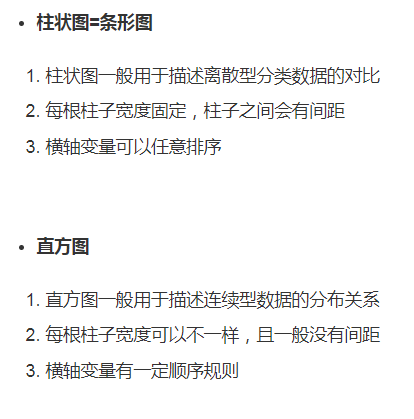 • 柱状图=条形图
1. 柱状图一般用于描述离散型分类数据的对比
2. 每根柱子宽度固定，柱子之间会有间距
3. 横轴变量可以任意排序
• 直方图
1. 直方图一般用于描述连续型数据的分布关系
2. 每根柱子宽度可以不一样，且一般没有间距
3. 横轴变量有一定顺序规则